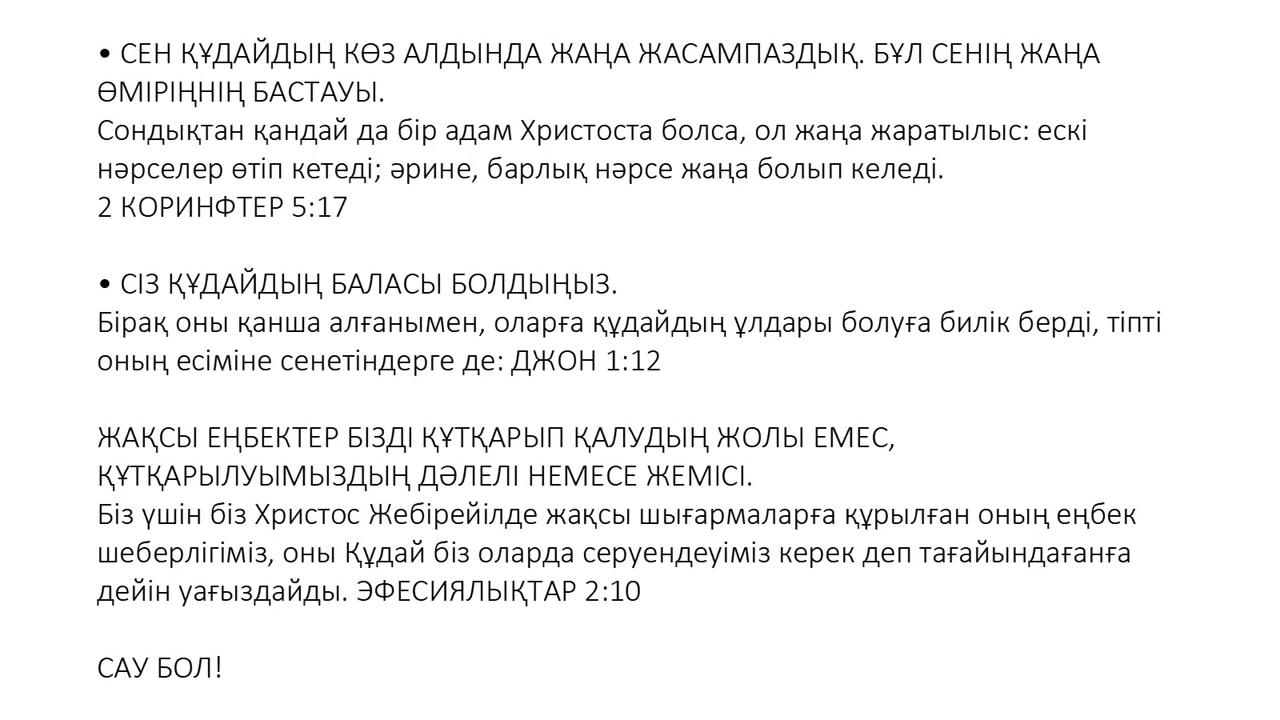 • СЕН ҚҰДАЙДЫҢ КӨЗ АЛДЫНДА ЖАҢА ЖАСАМПАЗДЫҚ. БҰЛ СЕНІҢ ЖАҢА
ӨМІРІҢНІҢ БАСТАУЫ.
Сондықтан қандай да бір адам Христоста болса, ол жаңа жаратылыс: ескі
нәрселер өтіп кетеді; әрине, барлық нәрсе жаңа болып келеді.
2 КОРИНФТЕР 5:17
• СІЗ ҚҰДАЙДЫҢ БАЛАСЫ БОЛДЫҢЫЗ.
Бірақ оны қанша алғанымен, оларға құдайдың ұлдары болуға билік берді, тіпті
оның есіміне сенетіндерге де: ДЖОН 1:12
ЖАҚСЫ ЕҢБЕКТЕР БІЗДІ ҚҰТҚАРЫП ҚАЛУДЫҢ ЖОЛЫ ЕМЕС,
ҚҰТҚАРЫЛУЫМЫЗДЫҢ ДӘЛЕЛІ НЕМЕСЕ ЖЕМІСІ.
Біз үшін біз Христос Жебірейілде жақсы шығармаларға құрылған оның еңбек
шеберлігіміз, оны Құдай біз оларда серуендеуіміз керек деп тағайындағанға
дейін уағыздайды. ЭФЕСИЯЛЫҚТАР 2:10
САУ БОЛ!